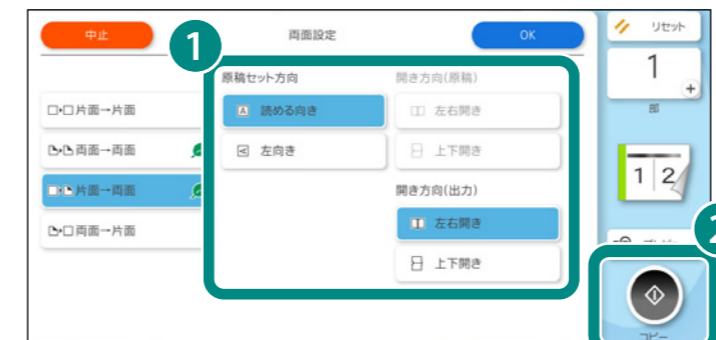 中止
1
両面設定
OK
リセット
原稿セット方向
開き方向(原稿)
1
部
片面→片面
読める向き
左右開き
両面→両面
左向き
上下開き
片面→両面
開き方向(出力)
1 2
両面→片面
左右開き
上下開き
2
コピー